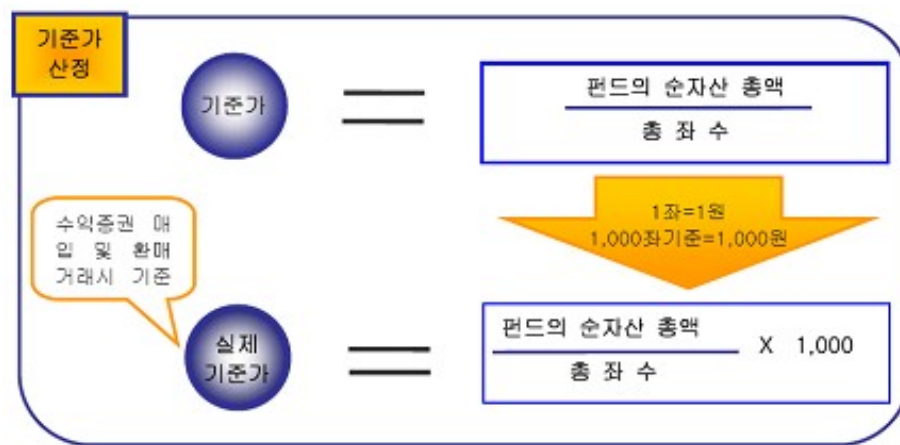 기준가
산정
기준가
펀드의 순자산 총액
총 좌 수
1좌=1원
1,000좌기준=1,000원
수익증권 매
입 및 환매
거래시 기준
실제
기준가
펀드의 순자산 총액
총 좌 수
X 1,000